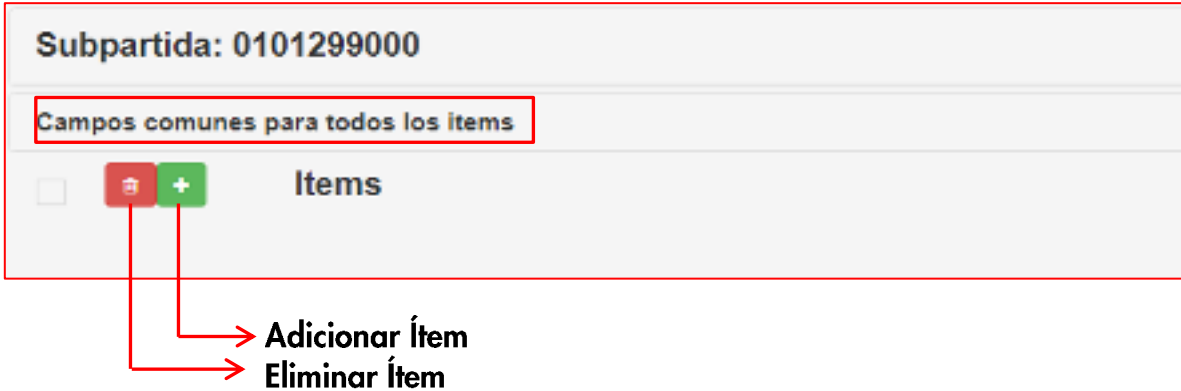 Subpartida: 0101299000
Campos comunes para todos los items
Items
Adicionar Ítem
Eliminar Ítem